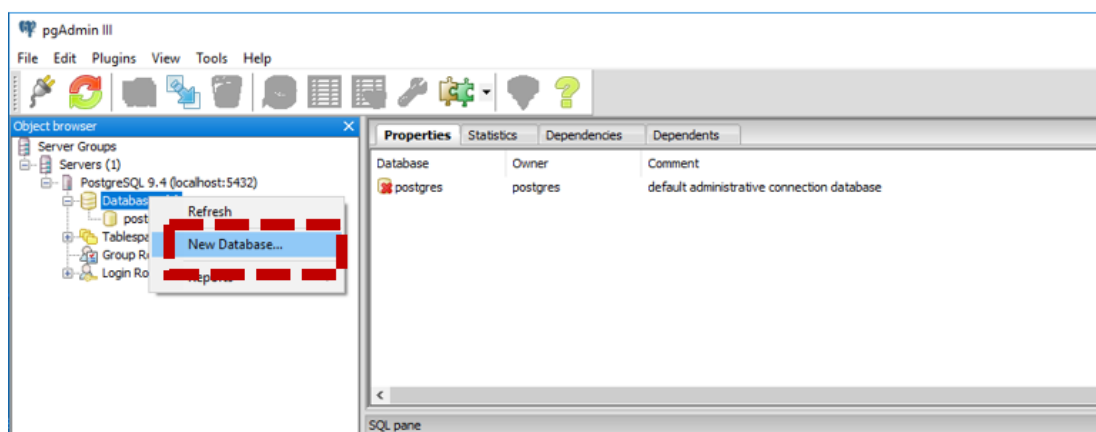 pgAdmin III
File Edit Plugins View Tools Help
Object browser
Server Groups
Servers (1)
PostgreSQL 9.4 (localhost:5432)
Refresh
New Database...
Reports
Properties Statistics Dependencies Dependents
Database Owner Comment
postgres postgres default administrative connection database
SQL pane